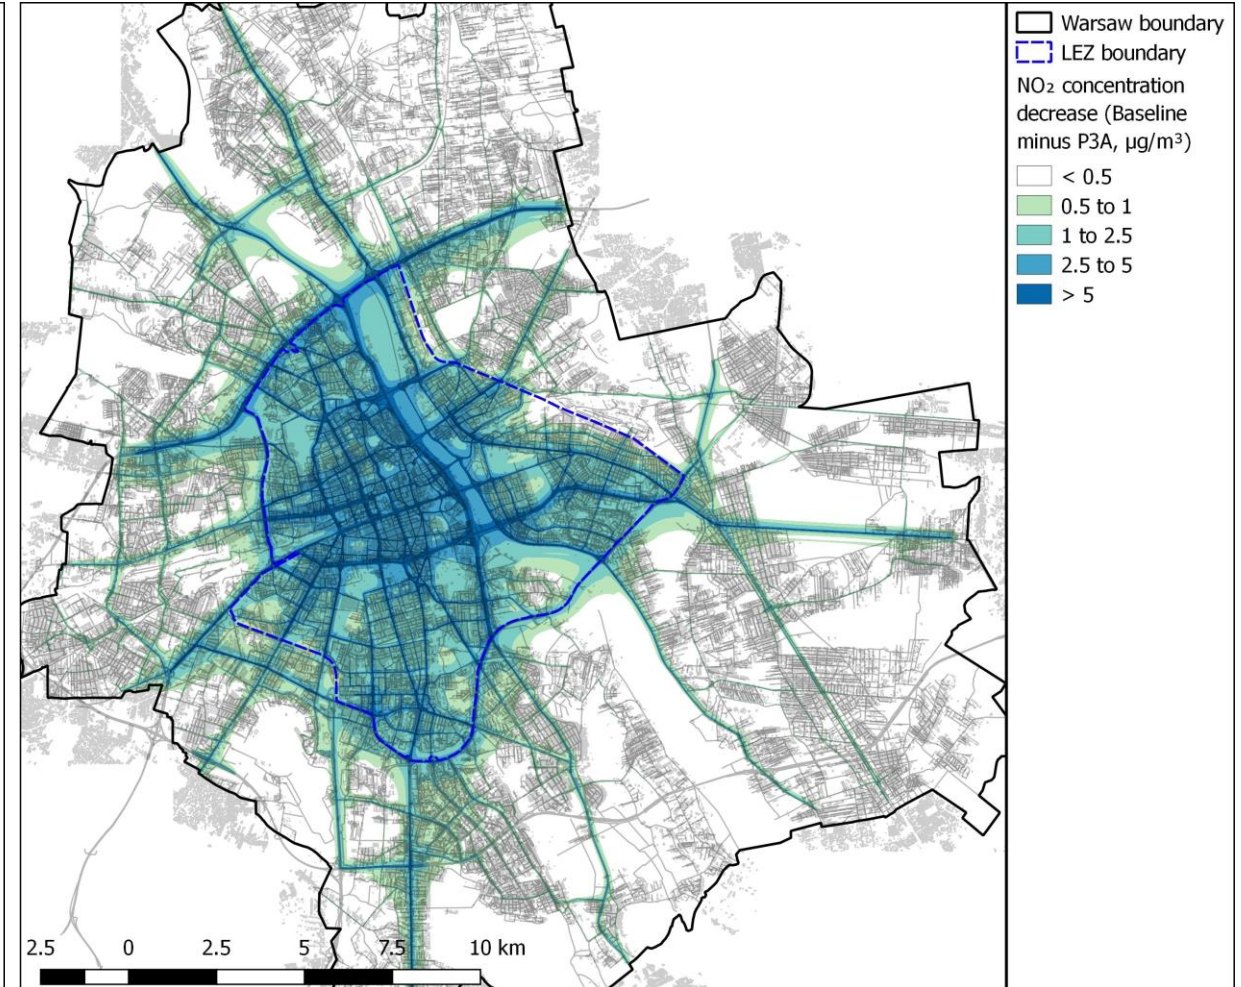 Warsaw boundary
LEZ boundary
NO₂ concentration
decrease (Baseline
minus P3A, µg/m³)
< 0.5
0.5 to 1
1 to 2.5
2.5 to 5
> 5
2.5 0 2.5 5 7.5 10 km